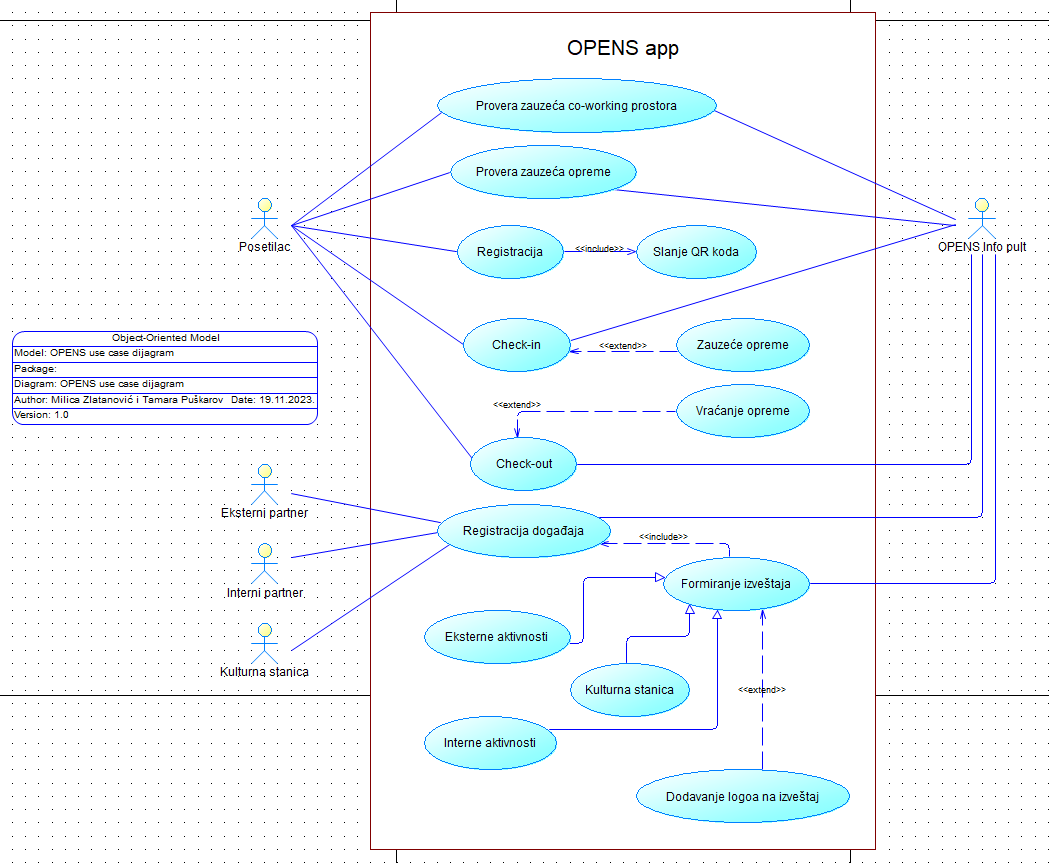 OPENS app
Provera zauzeća co-working prostora
Provera zauzeća opreme
Posetilac
OPENS Info pult
Registracija
<<include>>
Slanje QR koda
Object-Oriented Model
Model: OPENS use case dijagram
Package:
Diagram: OPENS use case dijagram
Author: Milica Zlatanović i Tamara Puškarov Date: 19.11.2023.
Version: 1.0
Check-in
<<extend>>
Zauzeće opreme
<<extend>>
Vraćanje opreme
Check-out
Eksterni partner
Registracija događaja
<<include>>
Interni partner
Formiranje izveštaja
Eksterne aktivnosti
Kulturna stanica
Kulturna stanica
<<extend>>
Interne aktivnosti
Dodavanje logoa na izveštaj